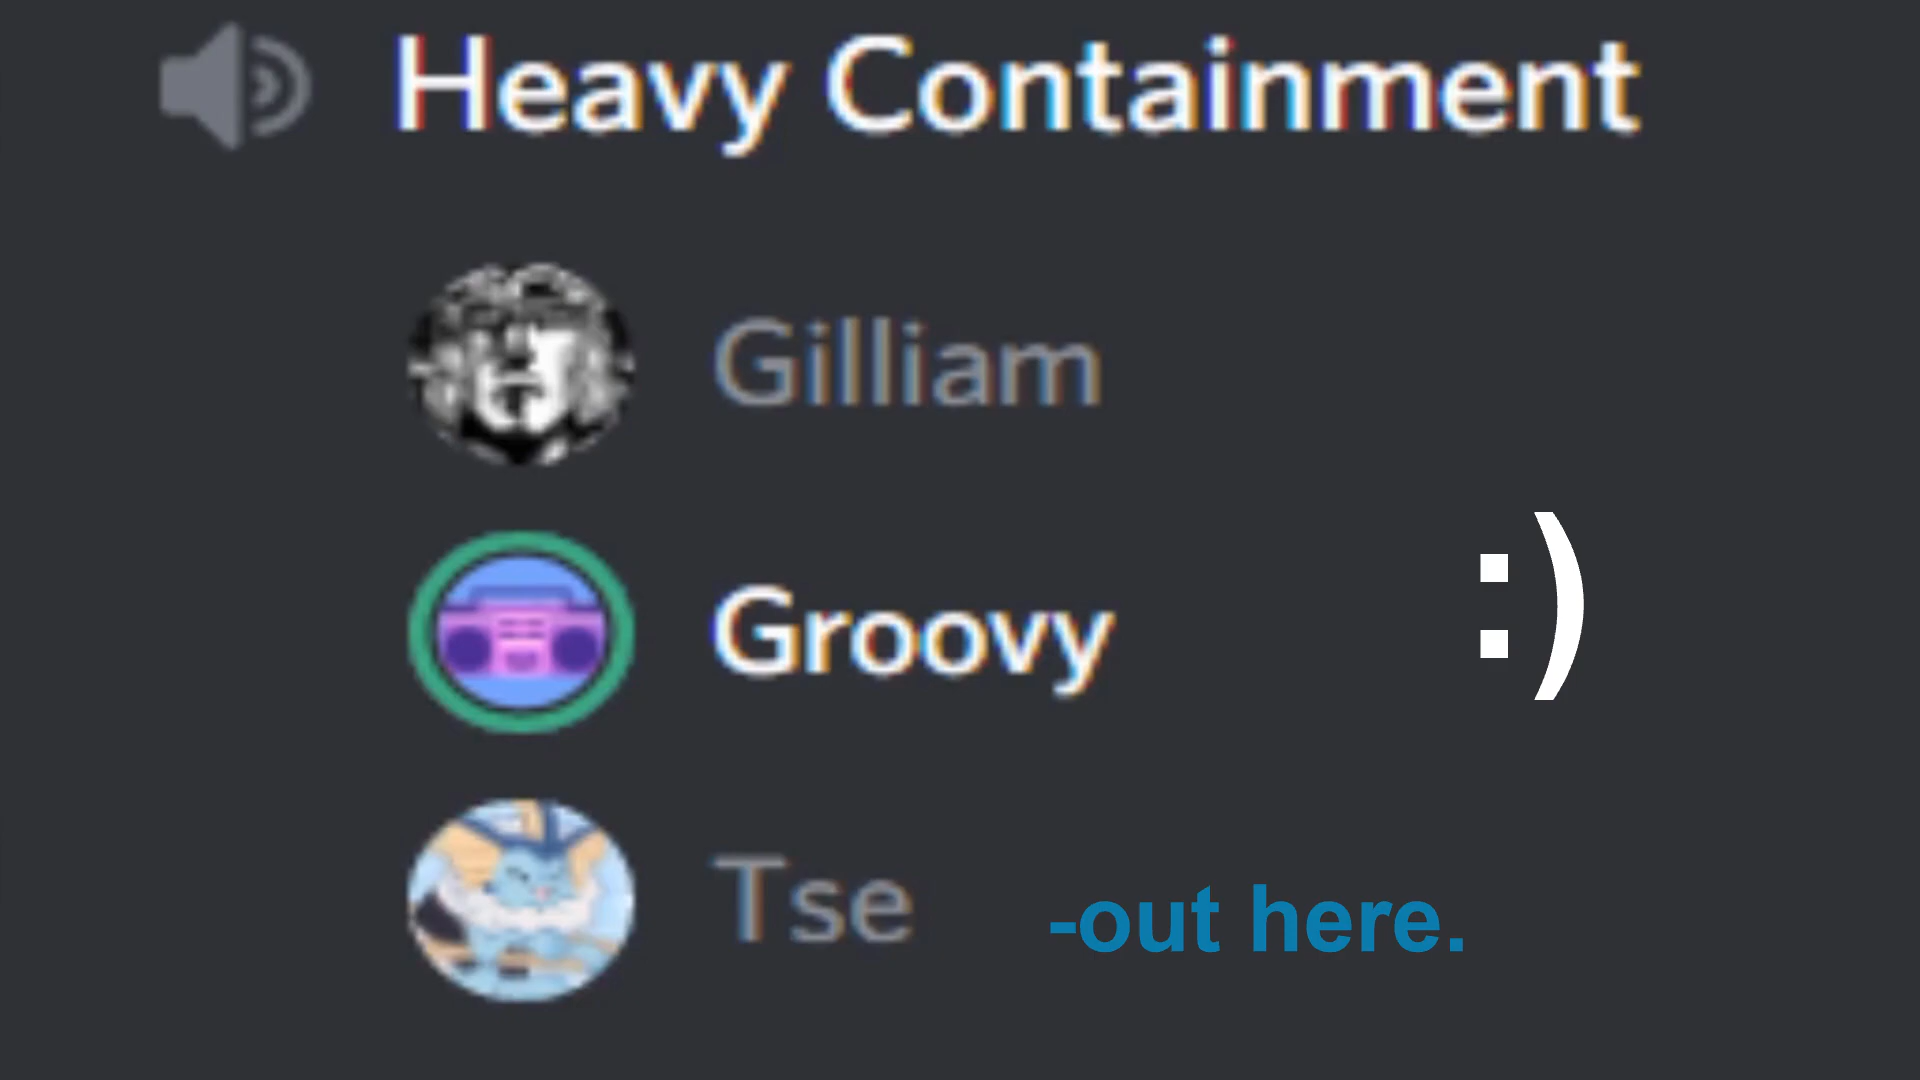 Heavy Containment
Gilliam
Groovy
:)
Tse
-out here.